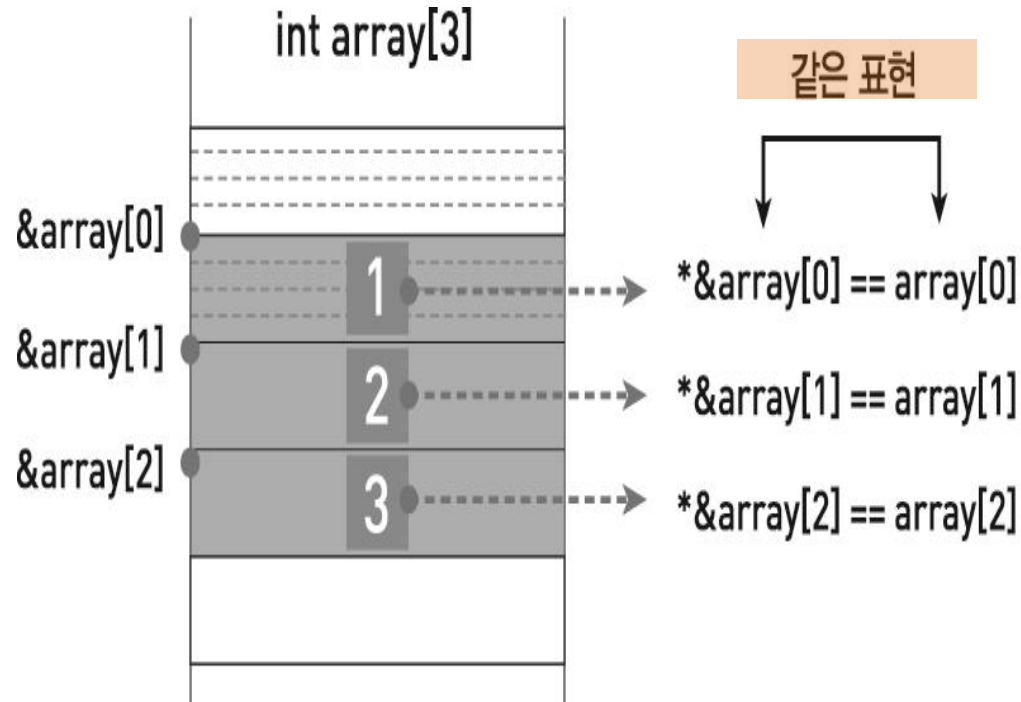 int array[3]
같은 표현
&array[0]
1
*&array[0] == array[0]
&array[1]
2
*&array[1] == array[1]
&array[2]
3
*&array[2] == array[2]